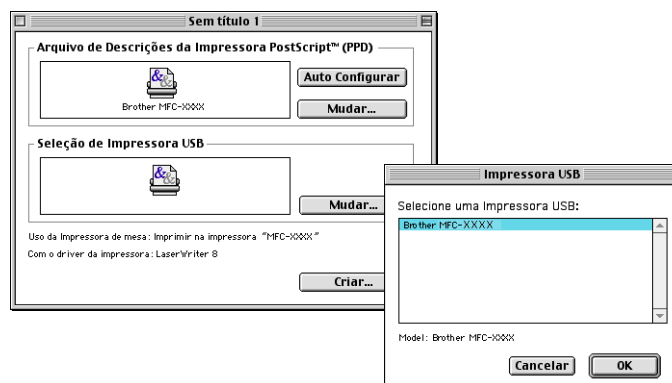 Sem título 1
Arquivo de Descrições da Impressora PostScript™ (PPD)
Brother MFC-XXXX
Auto Configurar
Mudar...
Seleção de Impressora USB
Mudar...
Uso da Impressora de mesa: Imprimir na impressora "MFC-XXXX"
Com o driver da impressora: LaserWriter 8
Criar...
Impressora USB
Selecione uma Impressora USB:
Brother MFC-XXXX
Model: Brother MFC-XXXX
Cancelar
OK